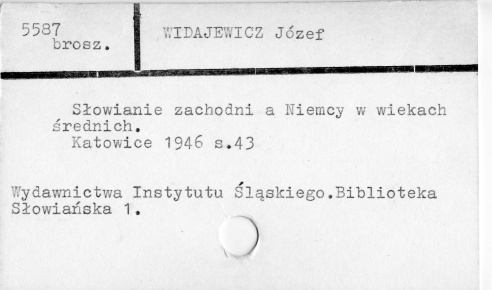 5587
brosz.
WIDAJEWICZ Józef
Słowianie zachodni a Niemcy w wiekach
średnich.
Katowice 1946 s.43
Wydawnictwa Instytutu Śląskiego.Biblioteka
Słowiańska 1.